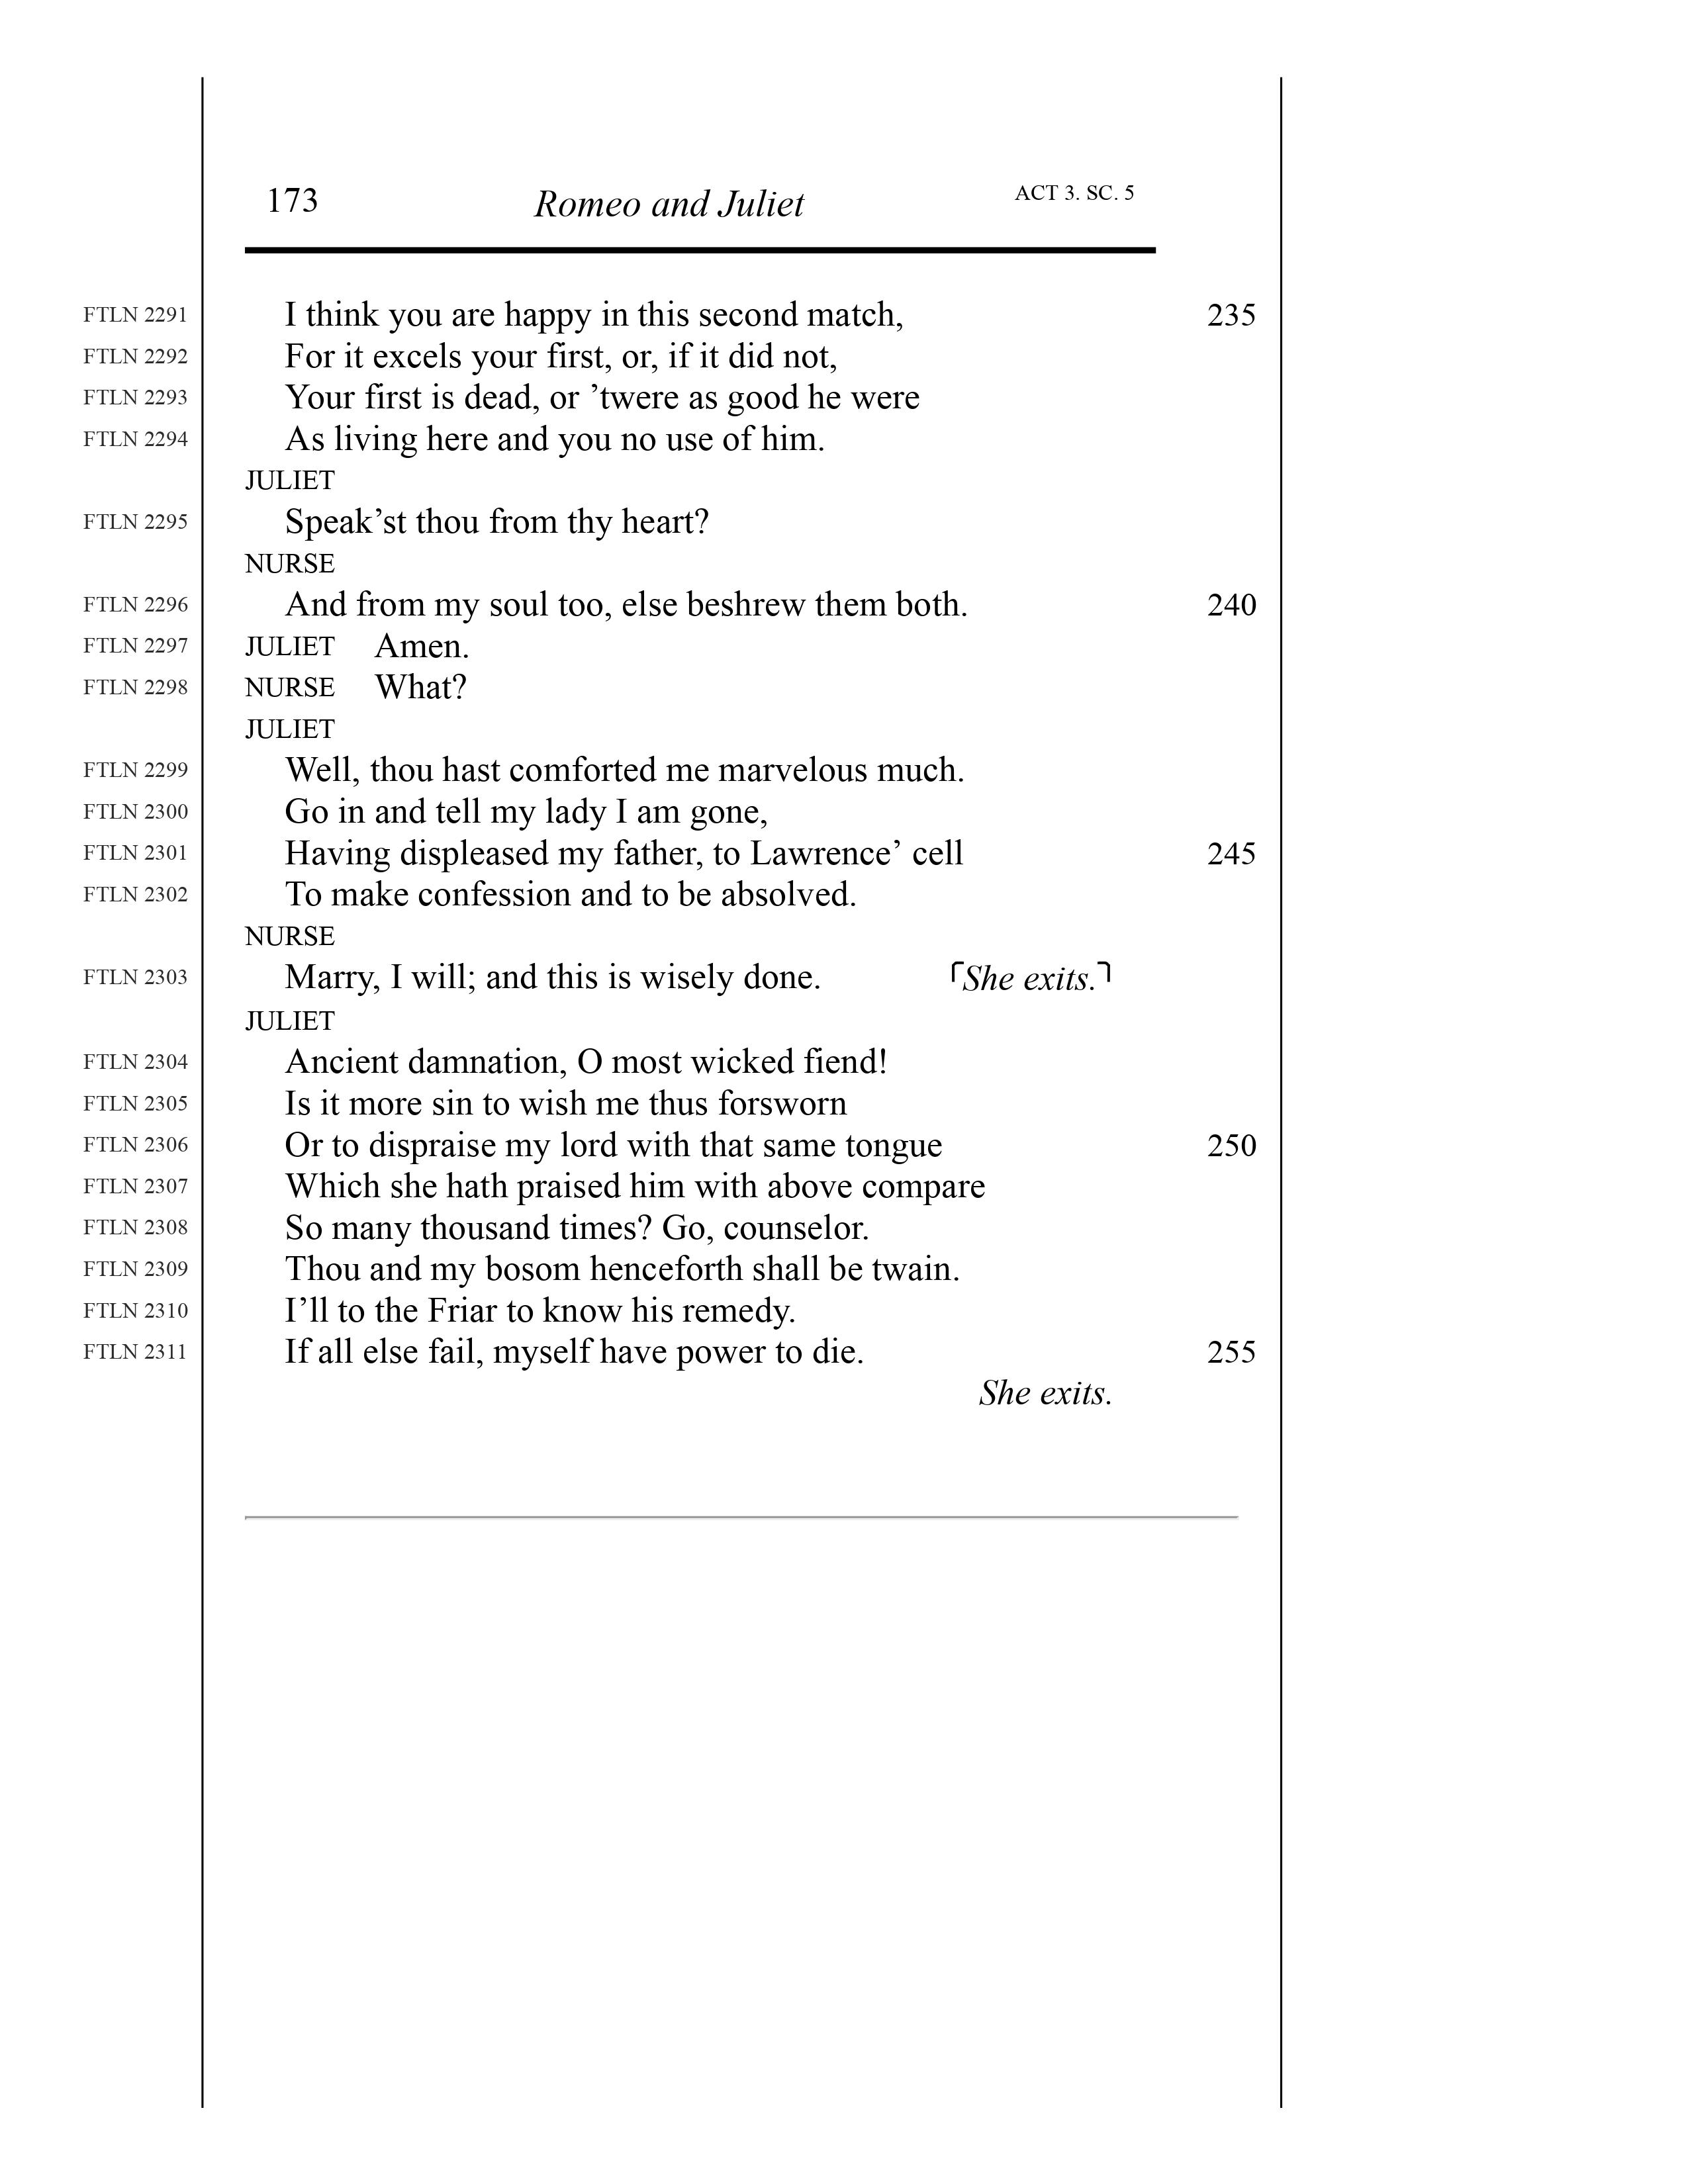 173 Romeo and Juliet ACT 3. SC. 5
FTLN 2291 I think you are happy in this second match, 235
FTLN 2292 For it excels your first, or, if it did not,
FTLN 2293 Your first is dead, or ’twere as good he were
FTLN 2294 As living here and you no use of him.
JULIET
FTLN 2295 Speak’st thou from thy heart?
NURSE
FTLN 2296 And from my soul too, else beshrew them both. 240
FTLN 2297 JULIET Amen.
FTLN 2298 NURSE What?
JULIET
FTLN 2299 Well, thou hast comforted me marvelous much.
FTLN 2300 Go in and tell my lady I am gone,
FTLN 2301 Having displeased my father, to Lawrence’ cell 245
FTLN 2302 To make confession and to be absolved.
NURSE
FTLN 2303 Marry, I will; and this is wisely done. ⌜She exits.⌝
JULIET
FTLN 2304 Ancient damnation, O most wicked fiend!
FTLN 2305 Is it more sin to wish me thus forsworn
FTLN 2306 Or to dispraise my lord with that same tongue 250
FTLN 2307 Which she hath praised him with above compare
FTLN 2308 So many thousand times? Go, counselor.
FTLN 2309 Thou and my bosom henceforth shall be twain.
FTLN 2310 I’ll to the Friar to know his remedy.
FTLN 2311 If all else fail, myself have power to die. 255
She exits.